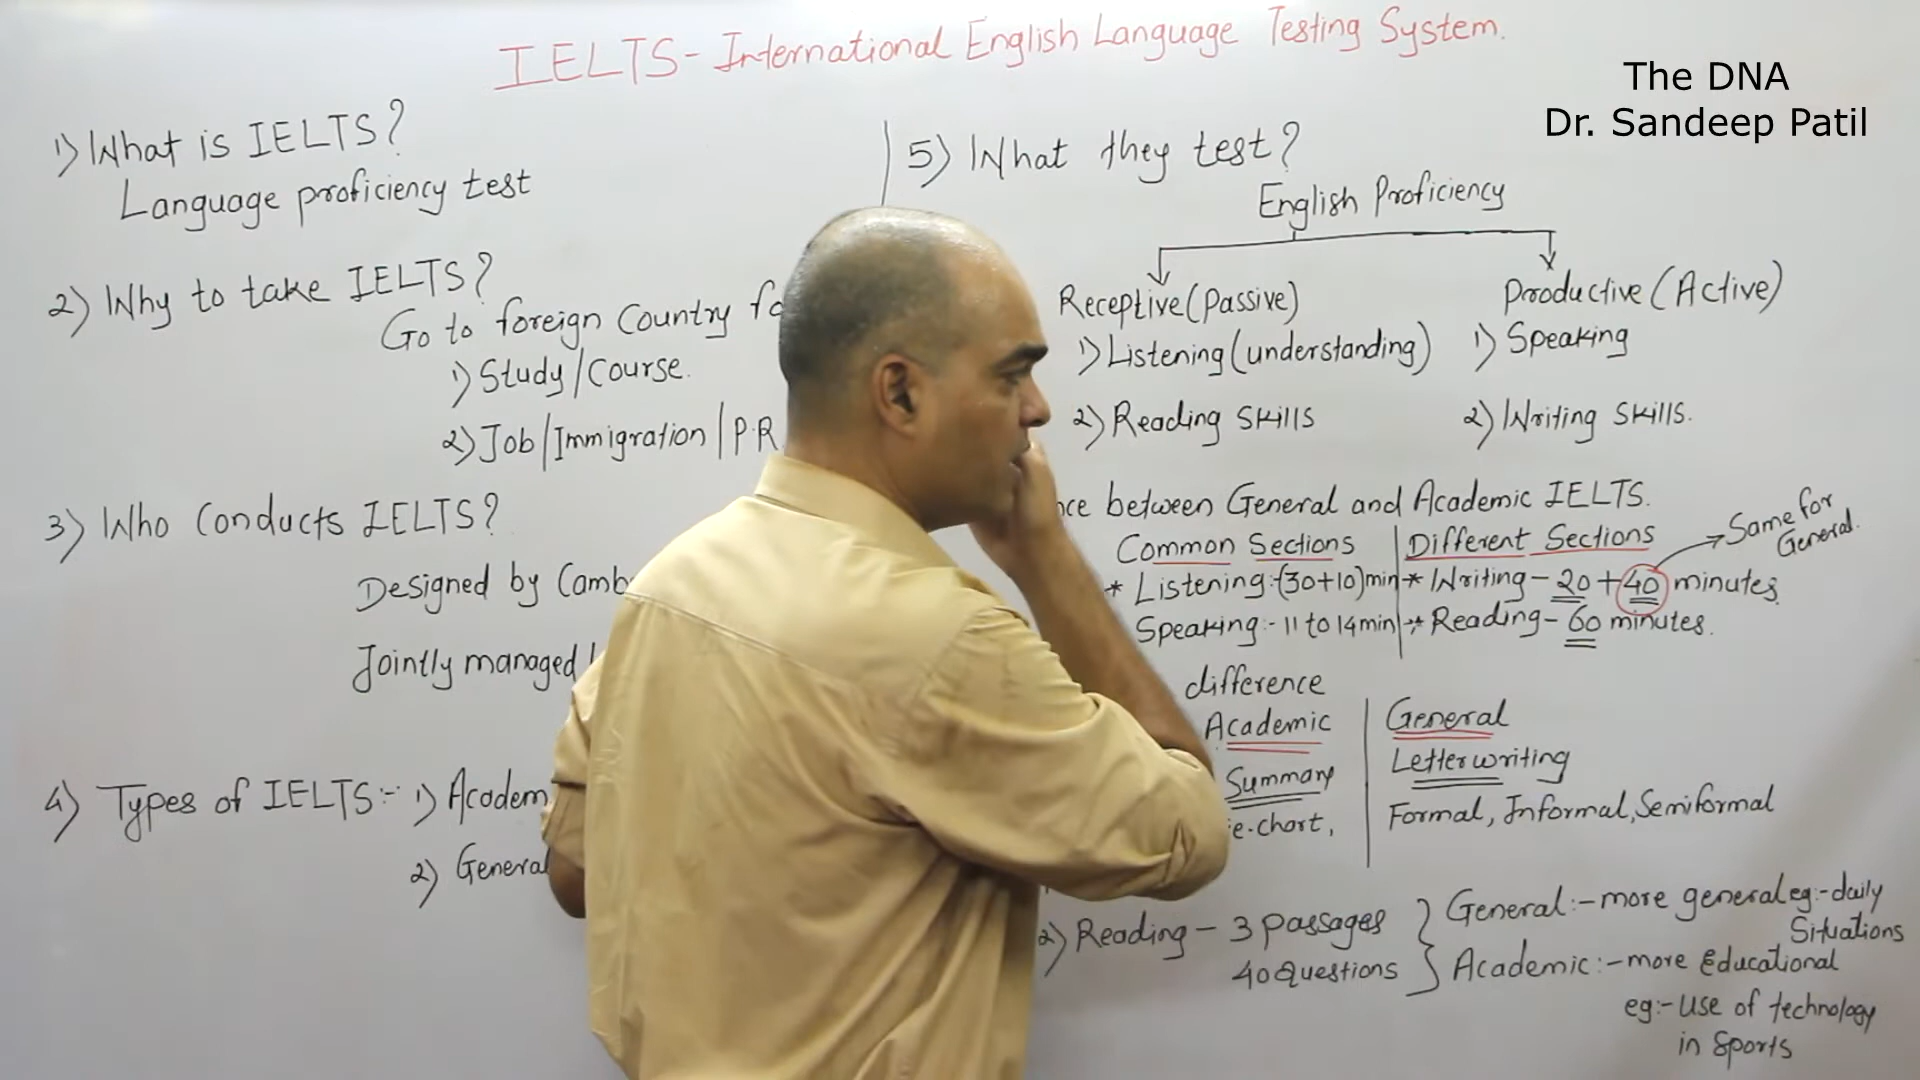 IELTS - International English Language Testing System.
The DNA
Dr. Sandeep Patil
1) What is IELTS?
Language proficiency test
2) Why to take IELTS?
Go to foreign Country
1) Study/Course.
2) Job/Immigration/P.R
3) Who Conducts IELTS?
Designed by
Jointly managed
4) Types of IELTS:- 1)
2) General
5) What they test?
English Proficiency
Receptive (Passive)
1) Listening (understanding)
2) Reading Skills
Productive (Active)
1) Speaking
2) Writing Skills.
between General and Academic IELTS.
Common Sections
* Listening:-(30+10)min
Speaking:- 11 to 14min
Different Sections
* Writing - 20 + 40 minutes
* Reading - 60 minutes.
Same for
General.
difference
Academic
Summary
chart,
General
Letter writing
Formal, Informal, Semiformal
2) Reading - 3 Passages
40 Questions
General:- more general eg:- daily
Situations
Academic:- more Educational
eg:- Use of technology
in Sports